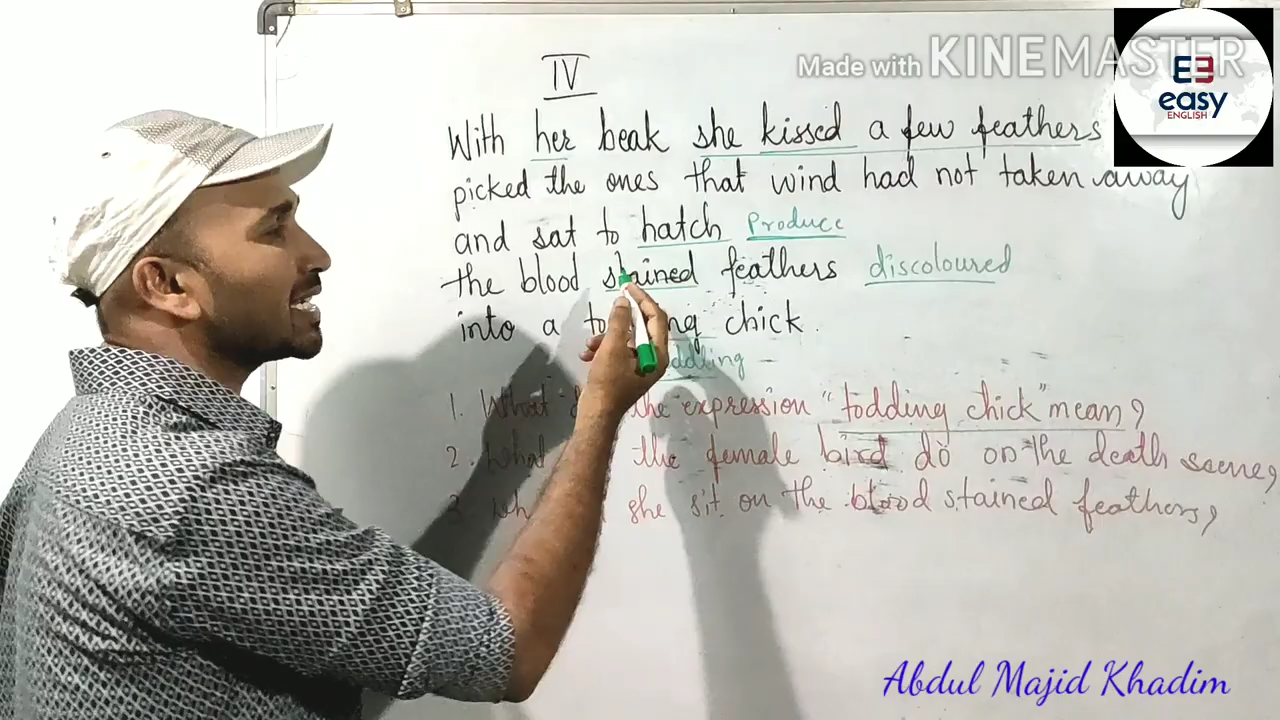 Made with KINEMASTER
E3
easy
ENGLISH
IV
With her beak she kissed a few feathers
picked the ones that wind had not taken away
and sat to hatch produce
the blood stained feathers discoloured
into a chick.
1. What the expression "todding chick" mean?
2. What the female bird do on the death scene?
3. she sit on the blood stained feathers?
Abdul Majid Khadim